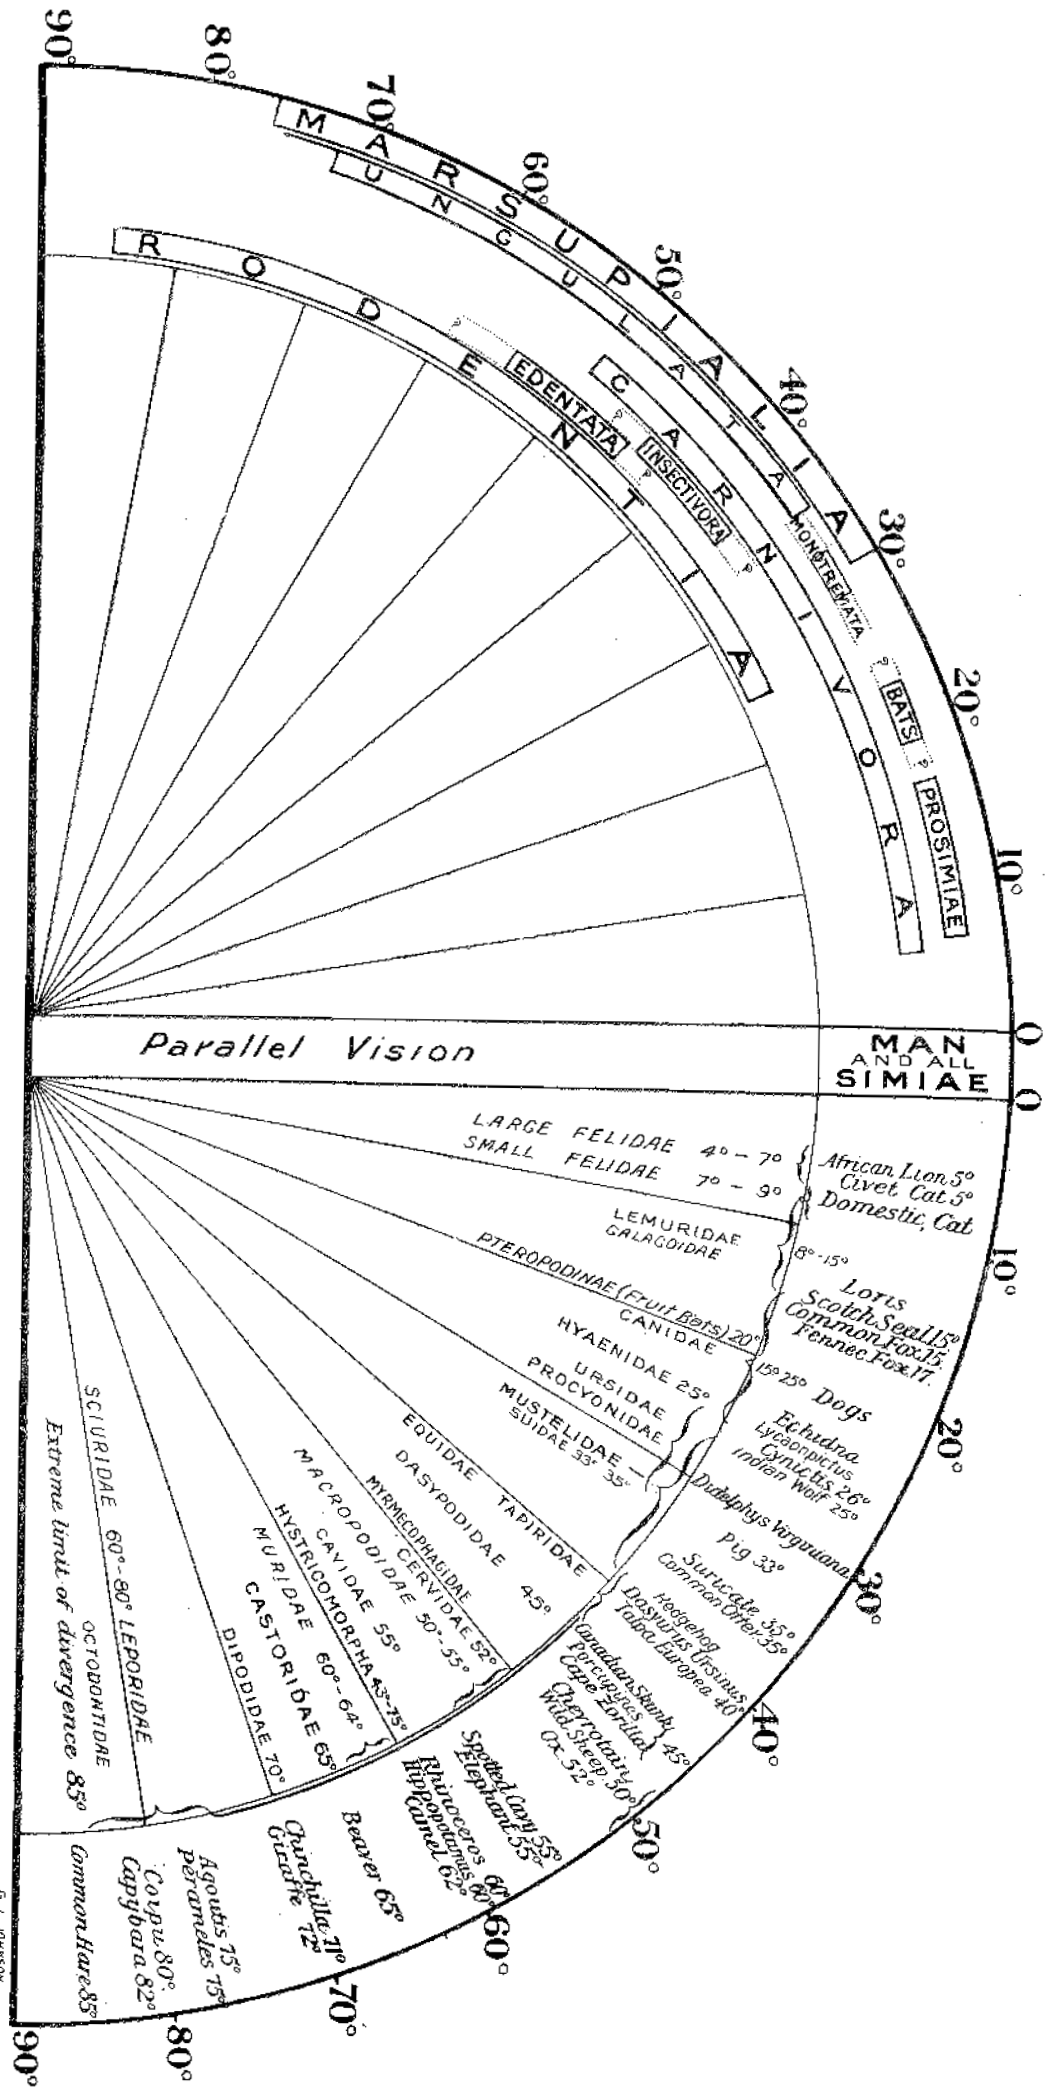 90°
80°
70°
60°
50°
40°
30°
20°
10°
0
MARSUPIALIA
UNGULATA
RODENTIA
?
EDENTATA
?
?
INSECTIVORA
?
CARNIVORA
MONOTREMATA
?
BATS
?
PROSIMIAE
Parallel Vision
MAN
AND ALL
SIMIAE
0
10°
20°
30°
40°
50°
60°
70°
80°
90°
LARGE FELIDAE 4° - 7°
SMALL FELIDAE 7° - 9°
LEMURIDAE
GALAGOIDAE
8°-15°
PTEROPODINAE (Fruit Bats) 20°
CANIDAE
15° 25°
HYAENIDAE 25°
URSIDAE
PROCYONIDAE
MUSTELIDAE
SUIDAE 33° 35°
EQUIDAE TAPIRIDAE
DASYPODIDAE 45°
MYRMECOPHAGIDAE
CERVIDAE 52°
MACROPODIDAE 50°-55°
CAVIDAE 55°
HYSTRICOMORPHA 43°-75°
MURIDAE 60°-64°
CASTORIDAE 65°
DIPODIDAE 70°
SCIURIDAE 60°-80° LEPORIDAE
OCTODONTIDAE
Extreme limit of divergence 85°
African Lion 5°
Civet Cat 5°
Domestic, Cat
Loris
Scotch Seal 15°
Common Fox 15.
Fennec Fox 17.
Dogs
Echidna
Lycaon pictus
Cynictis 26°
Indian Wolf 25°
Didelphys Virginiana
Pig 33°
Suricate 35°
Common Otter 35°
Hedgehog
Dasyurus Ursinus
Talpa Europea 40°
Canadian Skunk
Porcupines
Cape Zorilla
45°
Chevrotain
Wild Sheep 50°
Ox 52°
Spotted Cavy 55°
Elephant 55°
Rhinoceros 60°
Hippopotamus 60°
Camel 62°
Beaver 65°
Chinchilla 71°
Giraffe 72°
Agoutis 75°
Perameles 75°
Coypu 80°
Capybara 82°
Common Hare 85°
JOHNSON